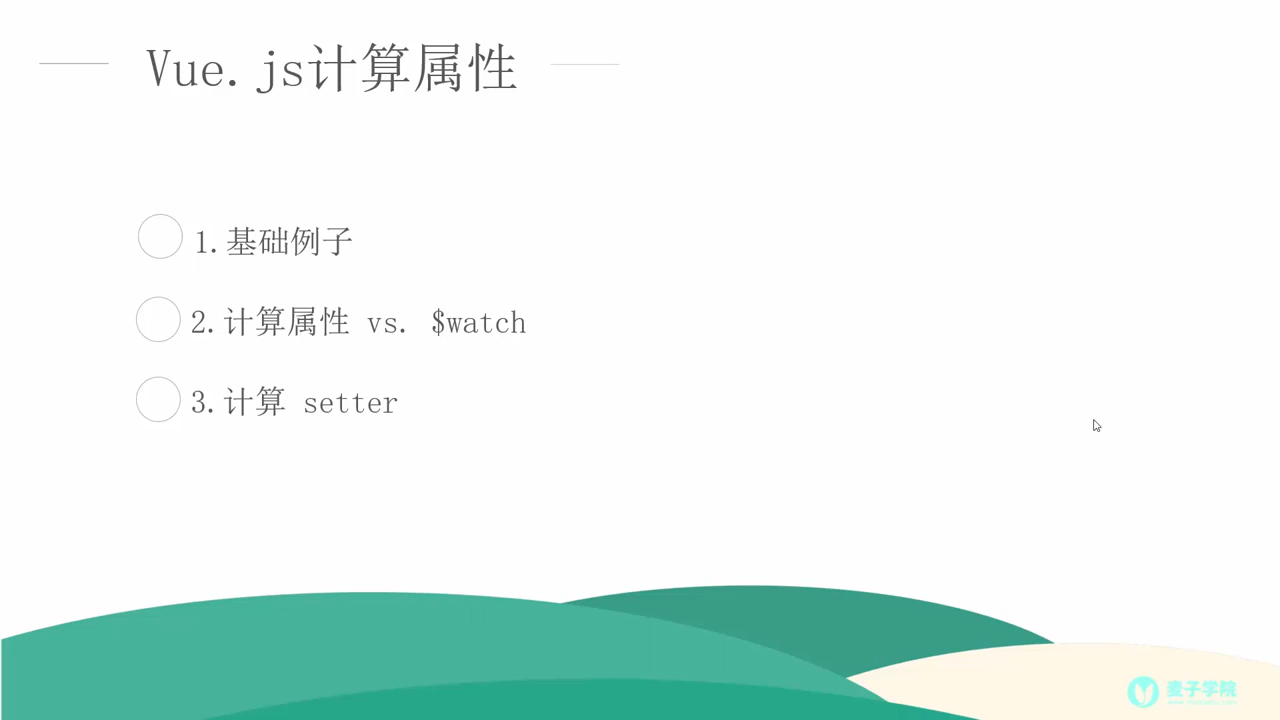 Vue.js计算属性
1.基础例子
2.计算属性 vs. $watch
3.计算 setter
麦子学院